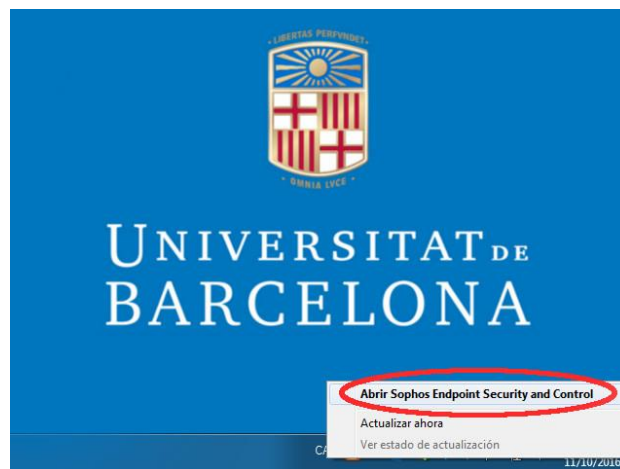 · LIBERTAS PERFVNDET ·
· OMNIA LVCE ·
UNIVERSITAT DE
BARCELONA
Abrir Sophos Endpoint Security and Control
Actualizar ahora
Ver estado de actualización
CA
11/10/2016